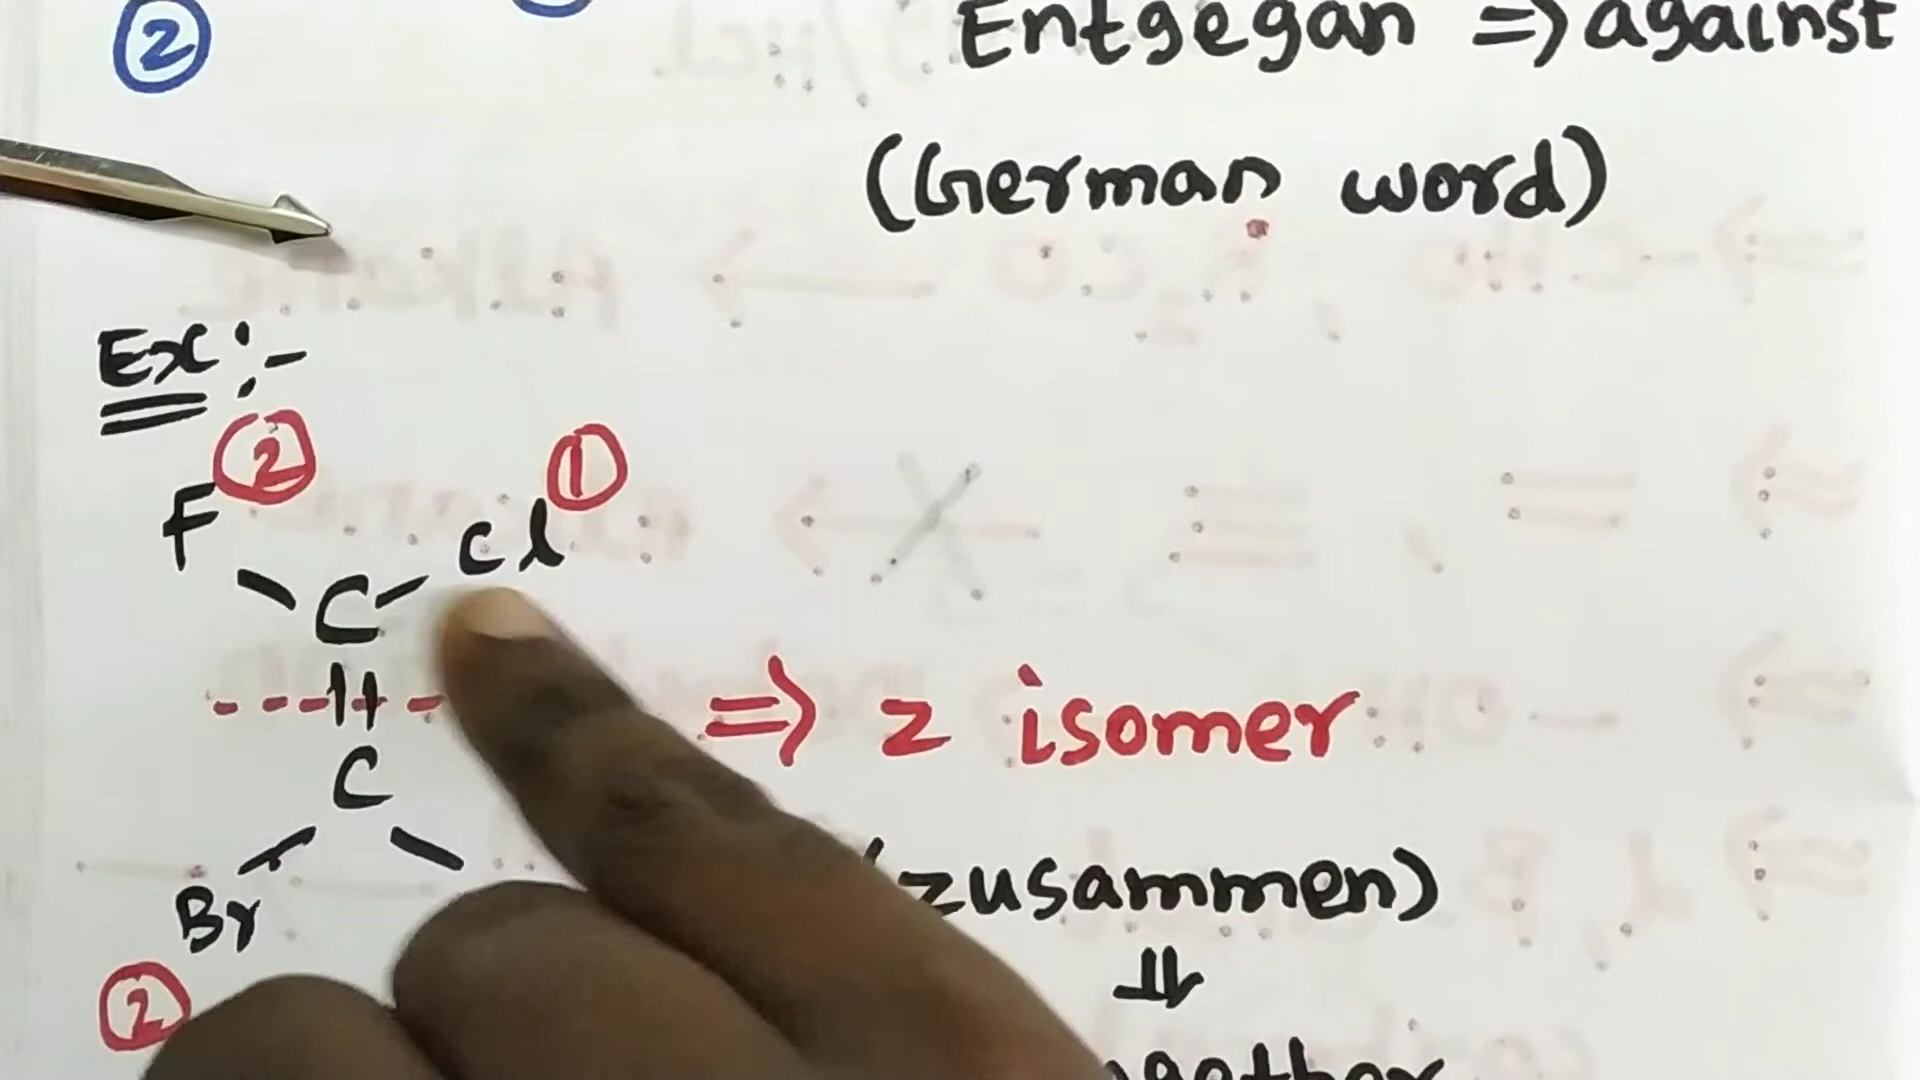 ②
Entgegan => against
(German word)
Ex :-
② ①
F Cl
C
=> z isomer
C
(zusammen)
Br
②